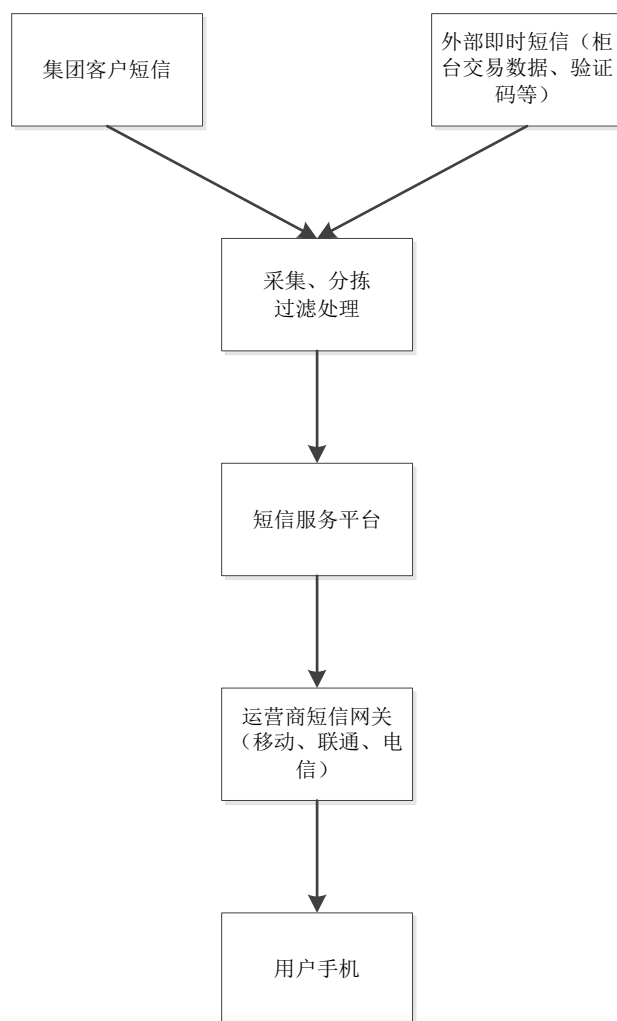 集团客户短信
外部即时短信（柜
台交易数据、验证
码等）
采集、分拣
过滤处理
短信服务平台
运营商短信网关
（移动、联通、电
信）
用户手机